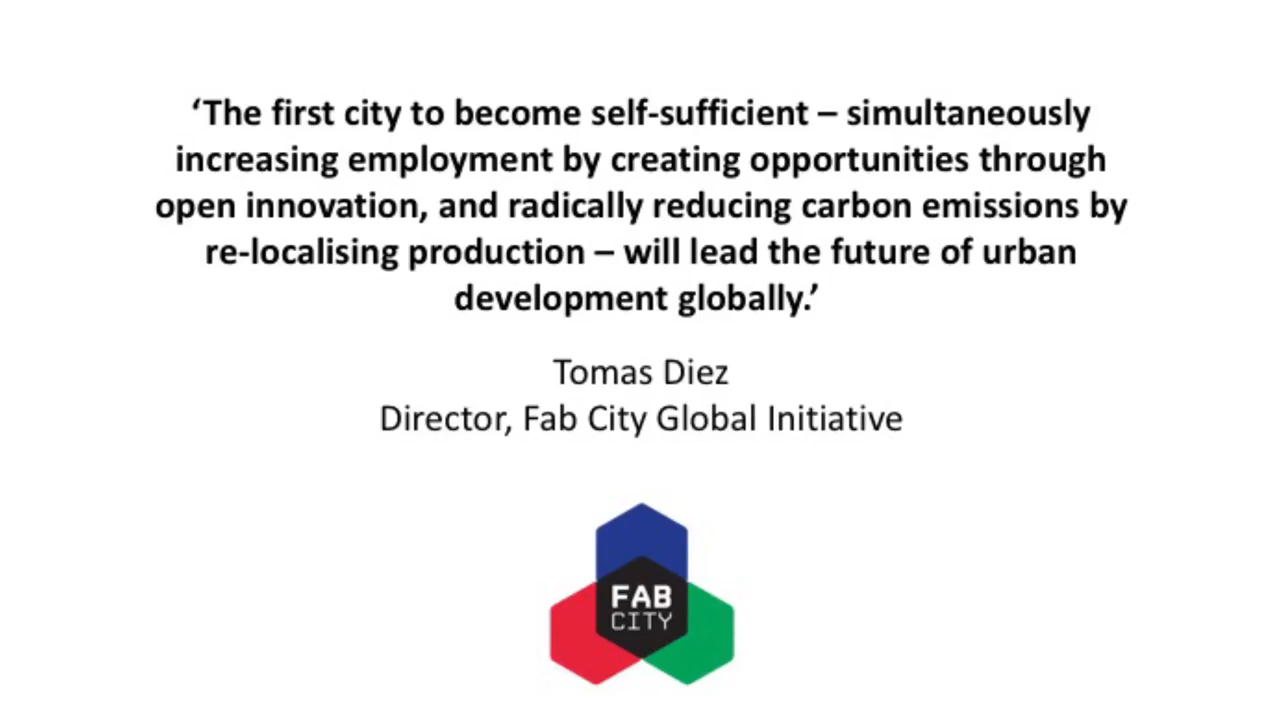 ‘The first city to become self-sufficient – simultaneously
increasing employment by creating opportunities through
open innovation, and radically reducing carbon emissions by
re-localising production – will lead the future of urban
development globally.’
Tomas Diez
Director, Fab City Global Initiative
FAB
CITY